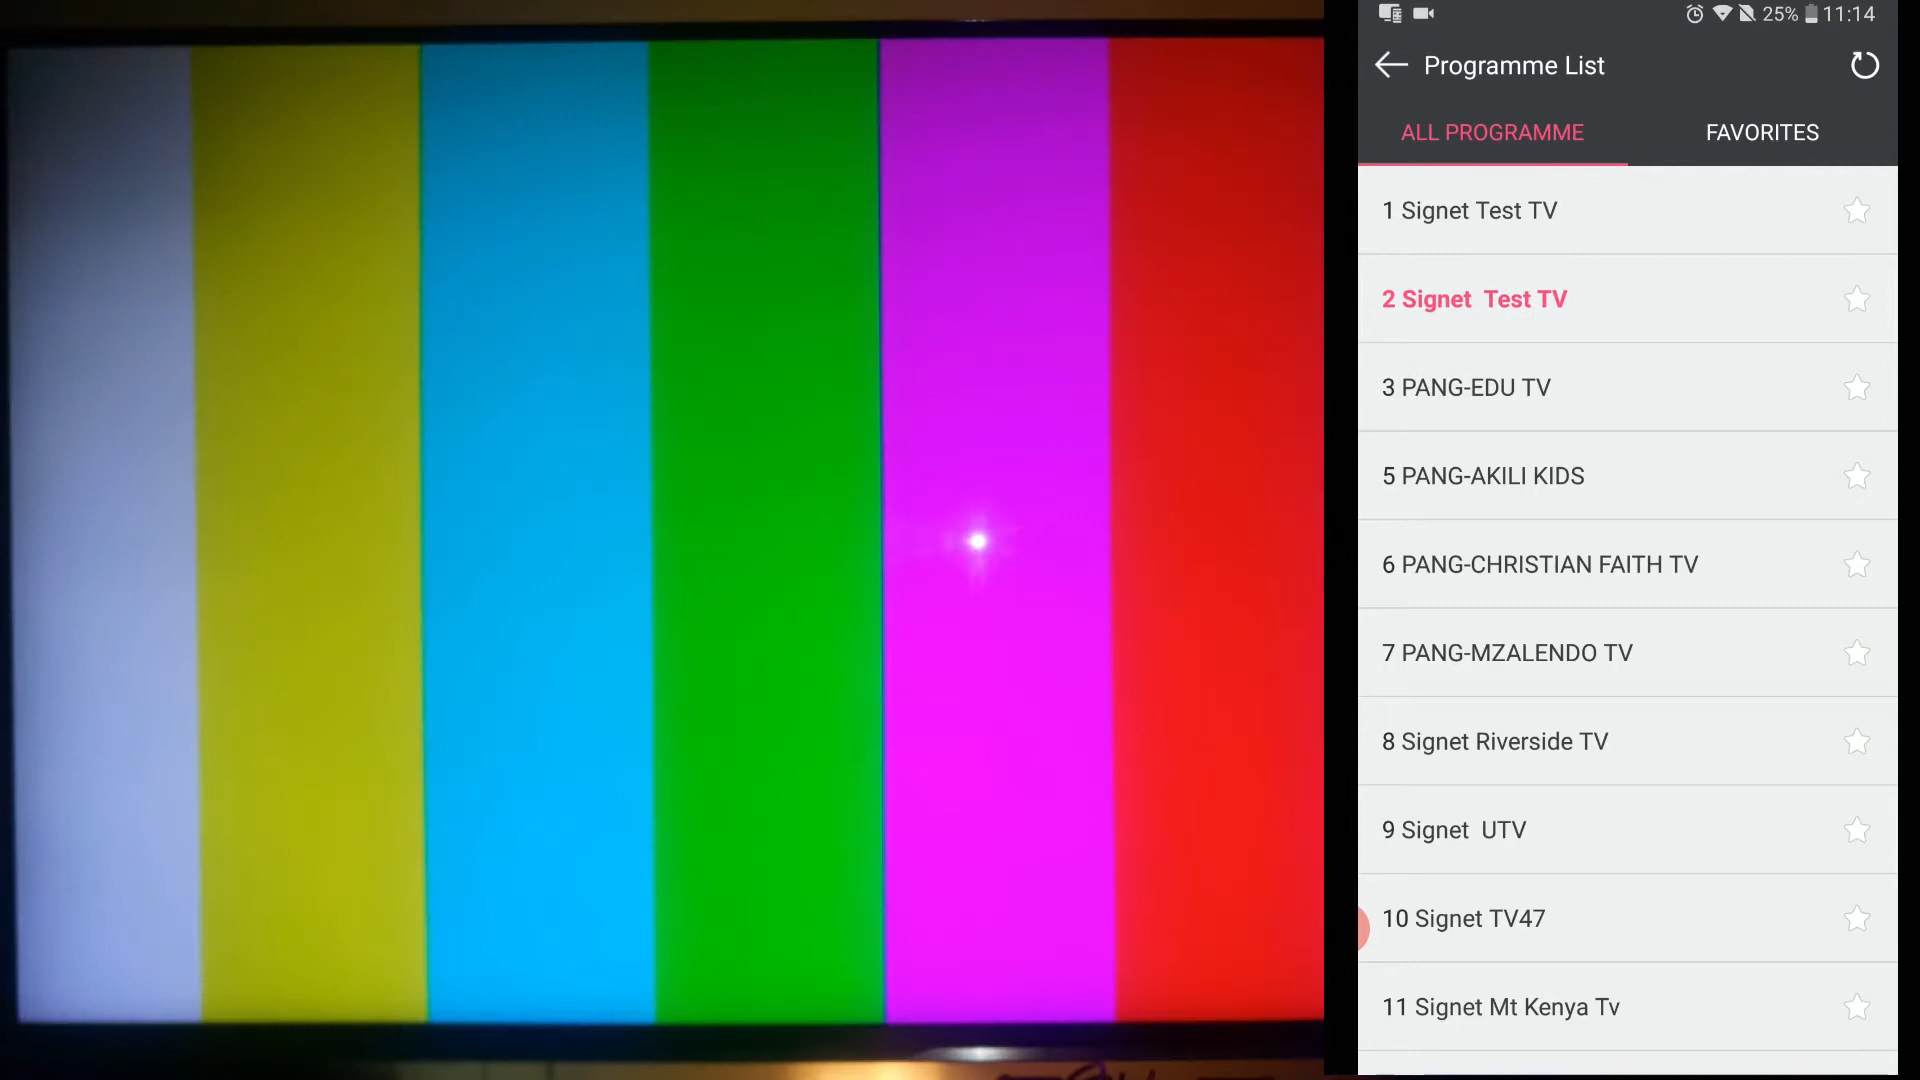 25% 11:14
Programme List
ALL PROGRAMME FAVORITES
1 Signet Test TV
2 Signet  Test TV
3 PANG-EDU TV
5 PANG-AKILI KIDS
6 PANG-CHRISTIAN FAITH TV
7 PANG-MZALENDO TV
8 Signet Riverside TV
9 Signet  UTV
10 Signet TV47
11 Signet Mt Kenya Tv